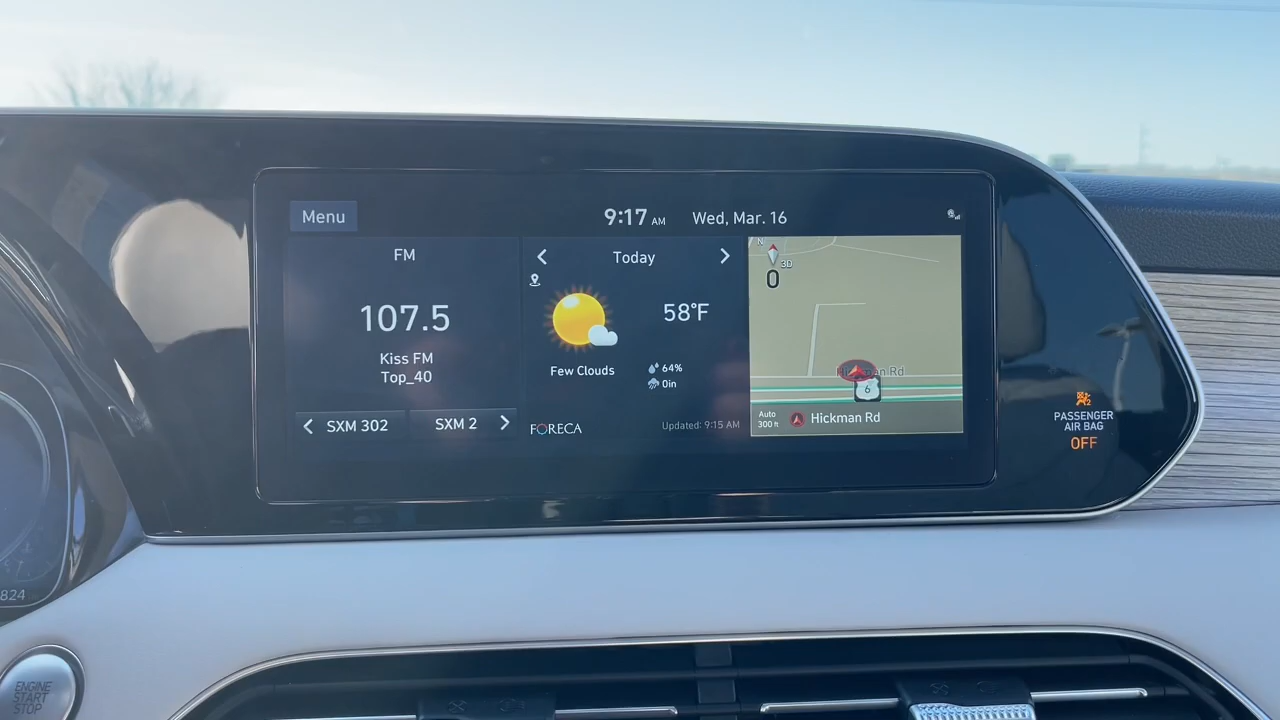 Menu
9:17 AM Wed, Mar. 16
FM
107.5
Kiss FM
Top_40
SXM 302
SXM 2
Today
58°F
Few Clouds
64%
0in
FORECA
Updated: 9:15 AM
N
3D
0
Hickman Rd
6
Auto
300 ft
Hickman Rd
PASSENGER
AIR BAG
OFF
824
ENGINE
START
STOP